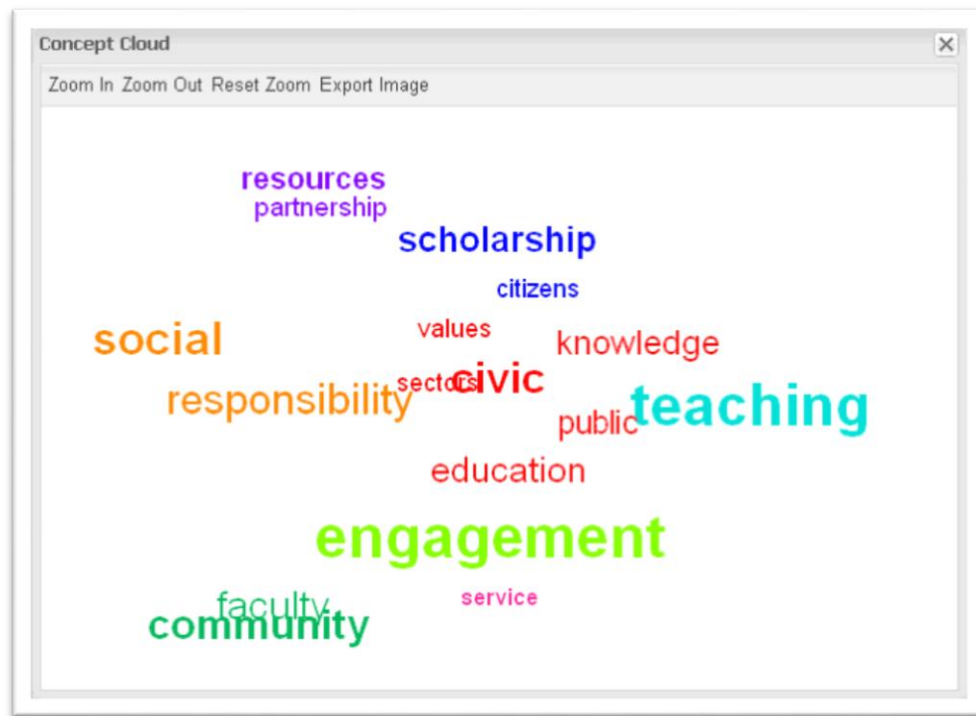 Concept Cloud
Zoom In Zoom Out Reset Zoom Export Image
resources
partnership
scholarship
citizens
values
social
knowledge
sectors
civic
responsibility
teaching
public
education
engagement
service
faculty
community